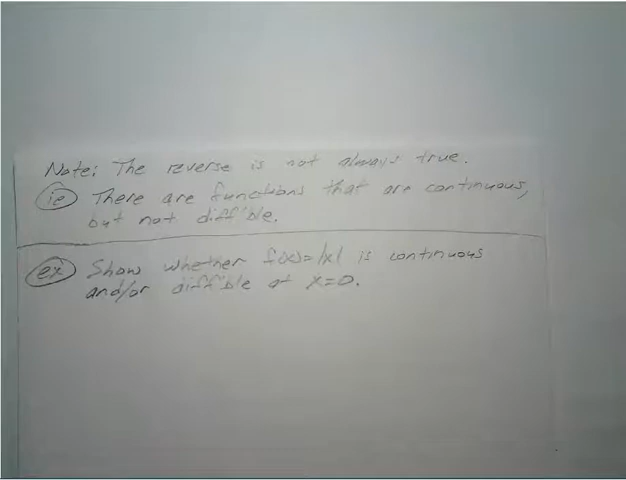 Note: The reverse is not always true.
ie There are functions that are continuous,
but not diff'ble.
ex Show whether f(x)=|x| is continuous
and/or diff'ble at x=0.